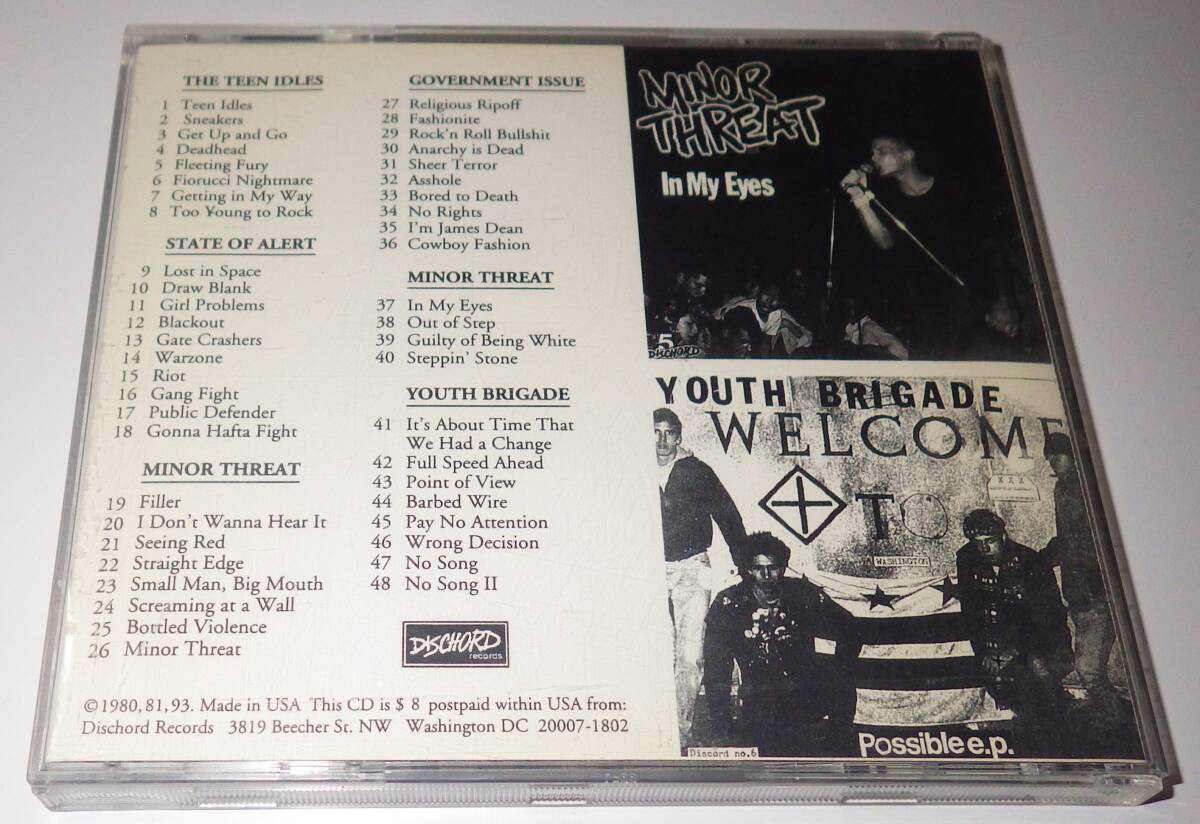 THE TEEN IDLES
1 Teen Idles
2 Sneakers
3 Get Up and Go
4 Deadhead
5 Fleeting Fury
6 Fiorucci Nightmare
7 Getting in My Way
8 Too Young to Rock
STATE OF ALERT
9 Lost in Space
10 Draw Blank
11 Girl Problems
12 Blackout
13 Gate Crashers
14 Warzone
15 Riot
16 Gang Fight
17 Public Defender
18 Gonna Hafta Fight
MINOR THREAT
19 Filler
20 I Don't Wanna Hear It
21 Seeing Red
22 Straight Edge
23 Small Man, Big Mouth
24 Screaming at a Wall
25 Bottled Violence
26 Minor Threat
GOVERNMENT ISSUE
27 Religious Ripoff
28 Fashionite
29 Rock'n Roll Bullshit
30 Anarchy is Dead
31 Sheer Terror
32 Asshole
33 Bored to Death
34 No Rights
35 I'm James Dean
36 Cowboy Fashion
MINOR THREAT
37 In My Eyes
38 Out of Step
39 Guilty of Being White
40 Steppin' Stone
YOUTH BRIGADE
41 It's About Time That
We Had a Change
42 Full Speed Ahead
43 Point of View
44 Barbed Wire
45 Pay No Attention
46 Wrong Decision
47 No Song
48 No Song II
DISCHORD
records
©1980, 81, 93. Made in USA This CD is $ 8 postpaid within USA from:
Dischord Records 3819 Beecher St. NW Washington DC 20007-1802
MINOR
THREAT
In My Eyes
5
DISCHORD
YOUTH BRIGADE
WELCOME
XXX
TO
WASHINGTON
Discord no.6
Possible e.p.